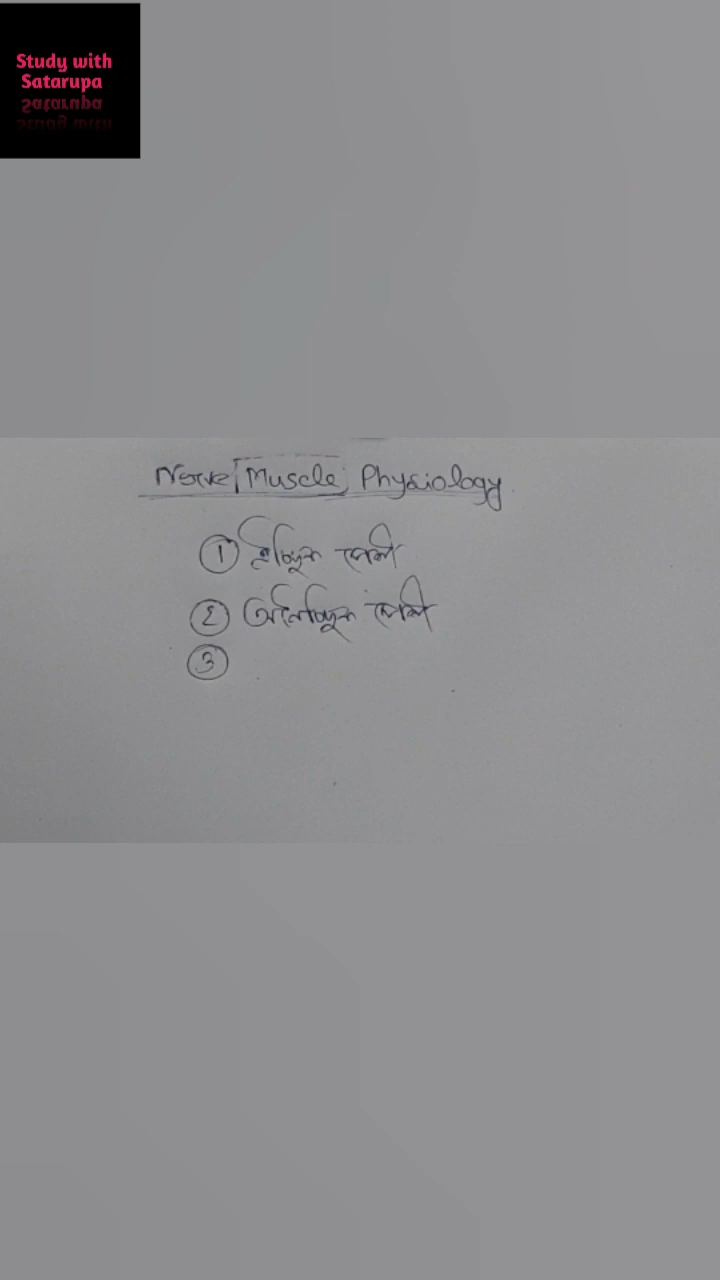 Study with
Satarupa
Nerve Muscle Physiology
① ঐচ্ছিক পেশী
② অনৈচ্ছিক পেশী
③